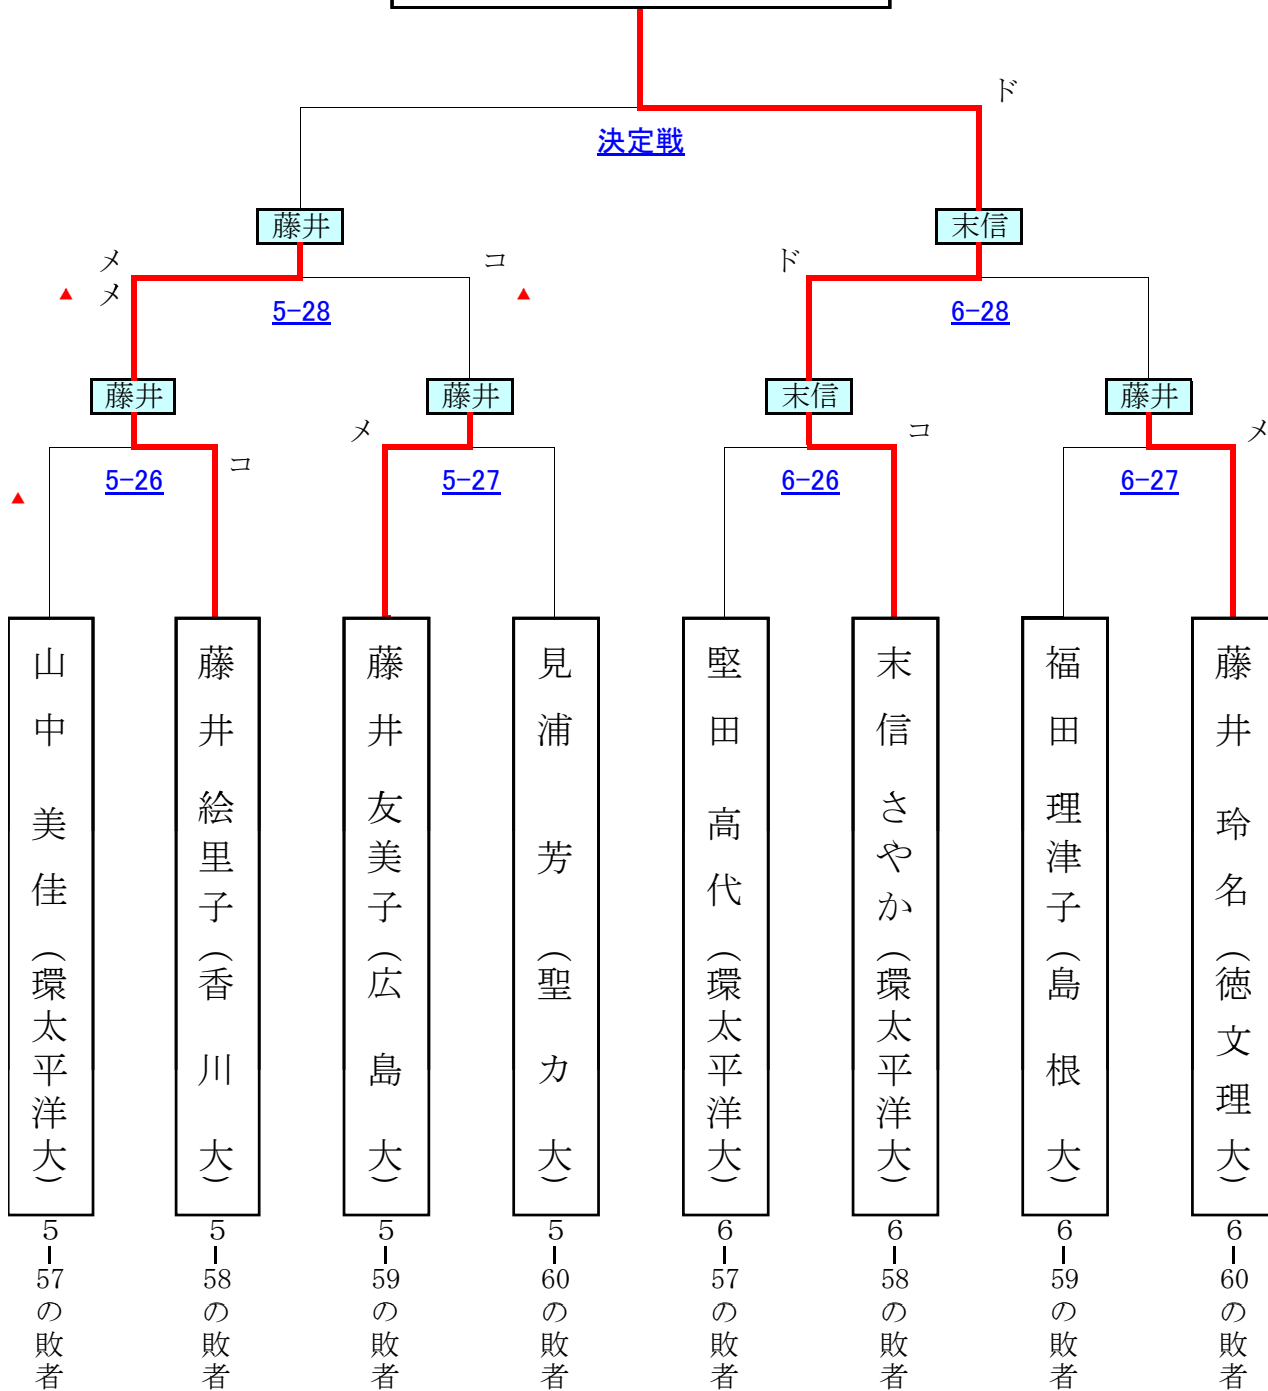 ド
決定戦
藤井
末信
メ
メ
コ
ド
▲
▲
5-28
6-28
藤井
藤井
末信
藤井
メ
コ
メ
コ
5-26
5-27
6-26
6-27
▲
山中 美佳 (環太平洋大)
藤井 絵里子 (香川大)
藤井 友美子 (広島大)
見浦 芳 (聖カ大)
堅田 高代 (環太平洋大)
末信 さやか (環太平洋大)
福田 理津子 (島根大)
藤井 玲名 (徳文理大)
5-57の敗者
5-58の敗者
5-59の敗者
5-60の敗者
6-57の敗者
6-58の敗者
6-59の敗者
6-60の敗者